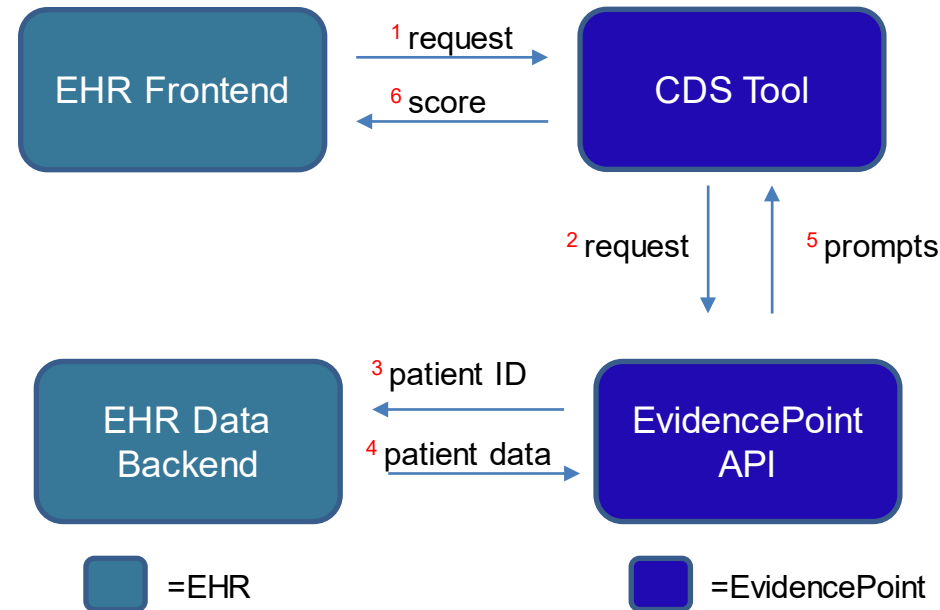 EHR Frontend
1 request
6 score
CDS Tool
2 request
5 prompts
EHR Data
Backend
3 patient ID
4 patient data
EvidencePoint
API
=EHR
=EvidencePoint